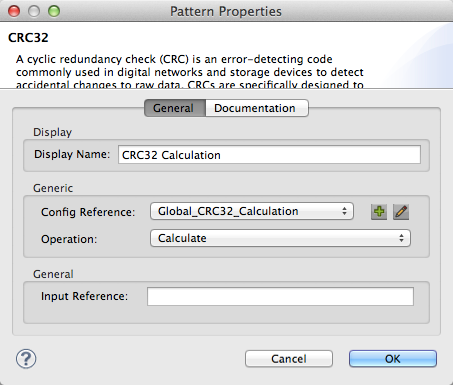 Pattern Properties
CRC32
A cyclic redundancy check (CRC) is an error-detecting code
commonly used in digital networks and storage devices to detect
accidental changes to raw data. CRCs are specifically designed to
General Documentation
Display
Display Name: CRC32 Calculation
Generic
Config Reference: Global_CRC32_Calculation
Operation: Calculate
General
Input Reference:
? Cancel OK